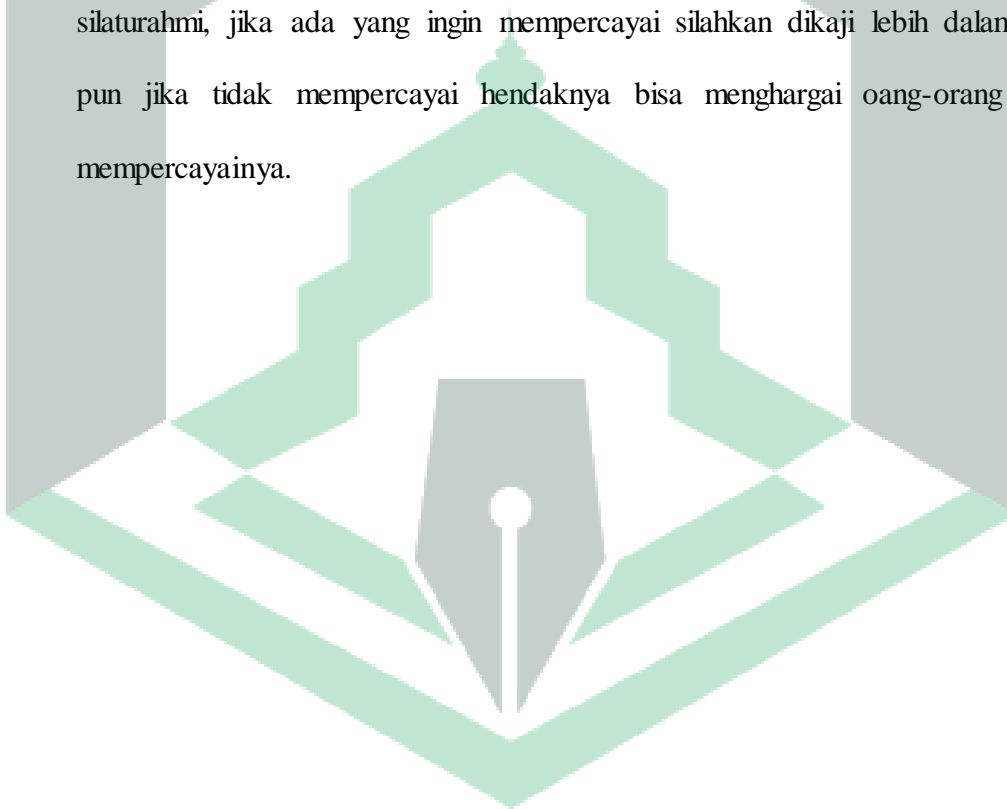 silaturahmi, jika ada yang ingin mempercayai silahkan dikaji lebih dalam
pun jika tidak mempercayai hendaknya bisa menghargai oang-orang
mempercayainya.